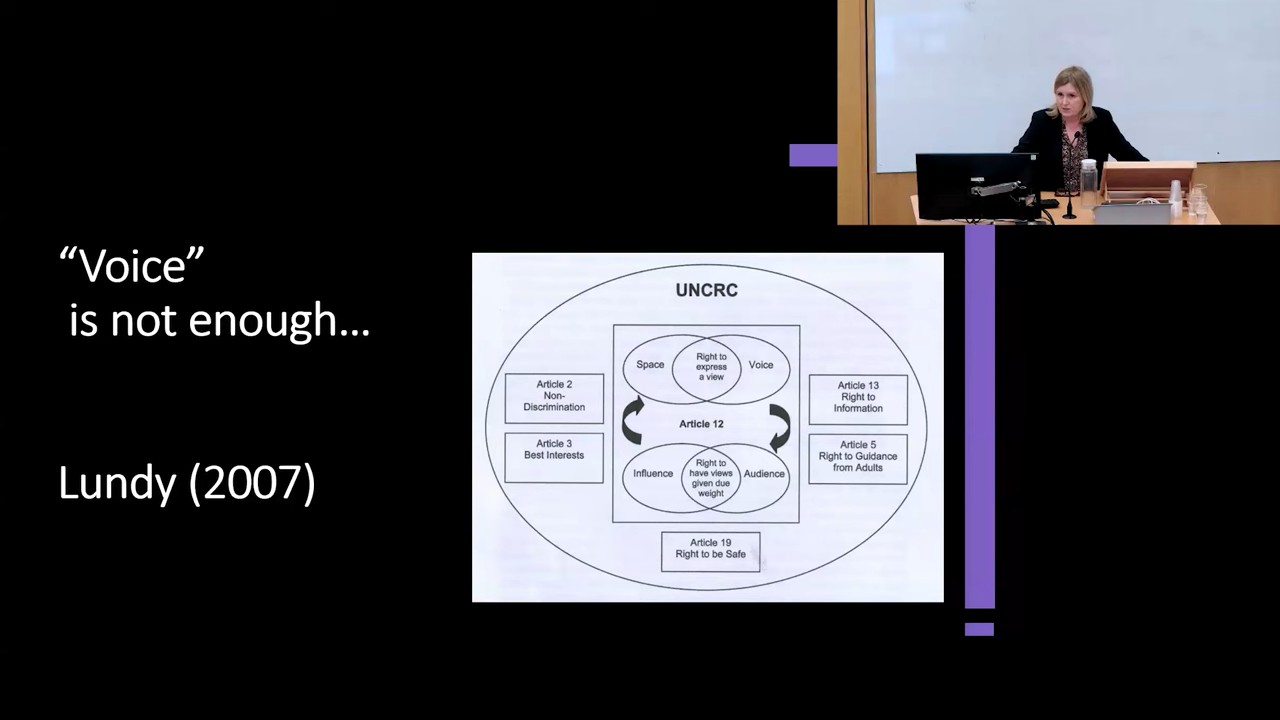 “Voice”
is not enough...
Lundy (2007)
UNCRC
Space
Right to
express
a view
Voice
Article 2
Non-
Discrimination
Article 13
Right to
Information
Article 12
Article 3
Best Interests
Article 5
Right to Guidance
from Adults
Influence
Right to
have views
given due
weight
Audience
Article 19
Right to be Safe